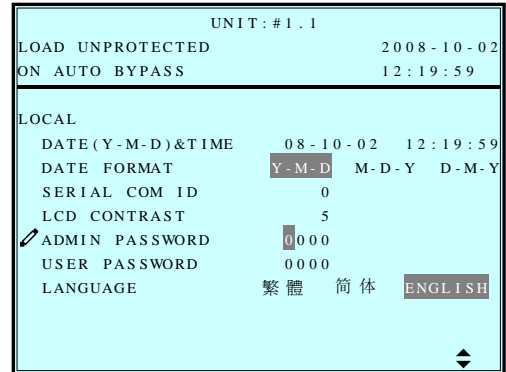 UNIT:#1.1
LOAD UNPROTECTED 2008-10-02
ON AUTO BYPASS 12:19:59
LOCAL
DATE(Y-M-D)&TIME 08-10-02 12:19:59
DATE FORMAT Y-M-D M-D-Y D-M-Y
SERIAL COM ID 0
LCD CONTRAST 5
ADMIN PASSWORD 0000
USER PASSWORD 0000
LANGUAGE 繁體 简体 ENGLISH